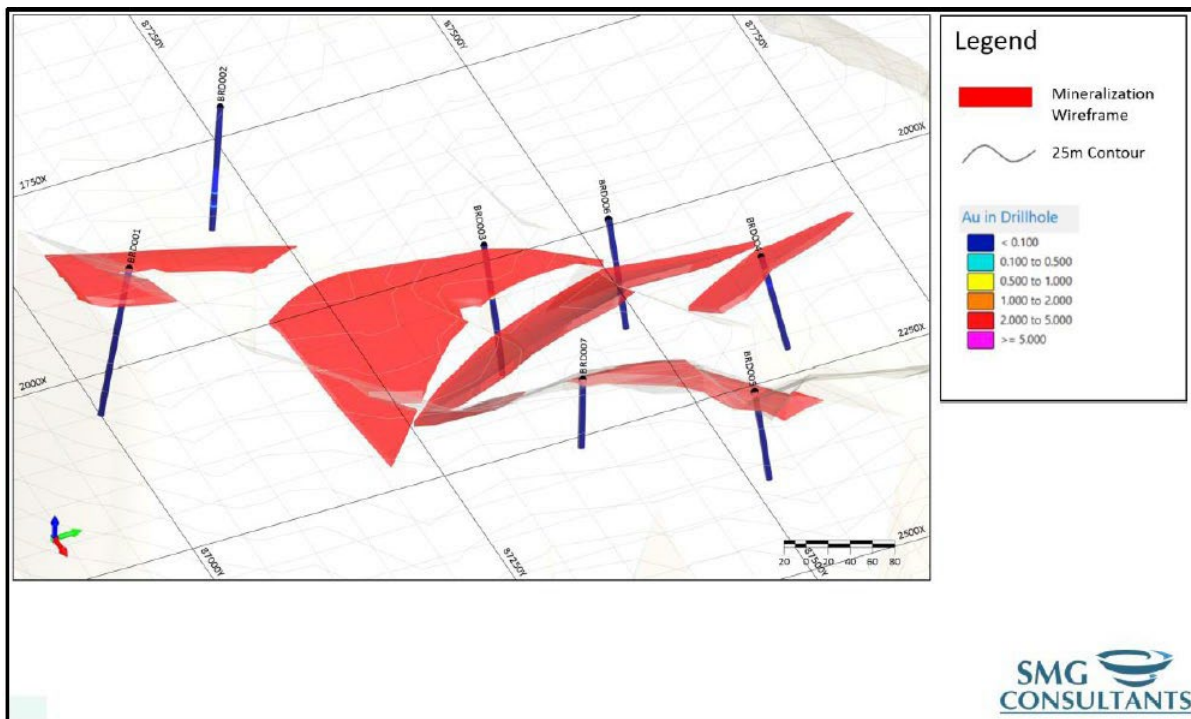 87250Y
87500Y
87750Y
BRD002
2000X
1750X
BRD006
BRD003
BRD004
BRD001
2250X
BRD007
BRD005
2000X
2500X
87000Y
87250Y
87500Y
20 0 20 40 60 80
Legend
Mineralization
Wireframe
25m Contour
Au in Drillhole
< 0.100
0.100 to 0.500
0.500 to 1.000
1.000 to 2.000
2.000 to 5.000
>= 5.000
SMG
CONSULTANTS